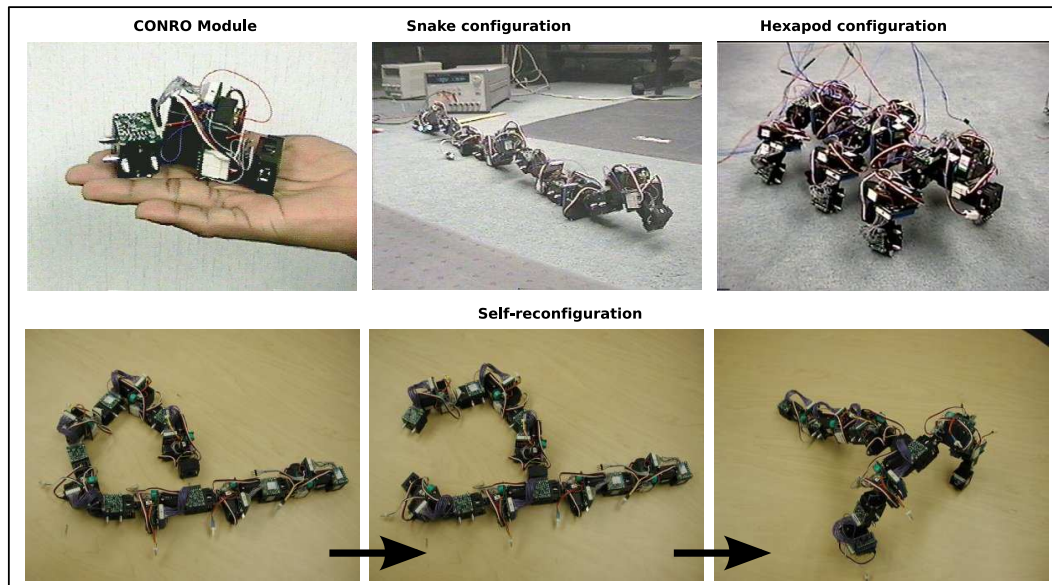 CONRO Module
Snake configuration
Hexapod configuration
Self-reconfiguration